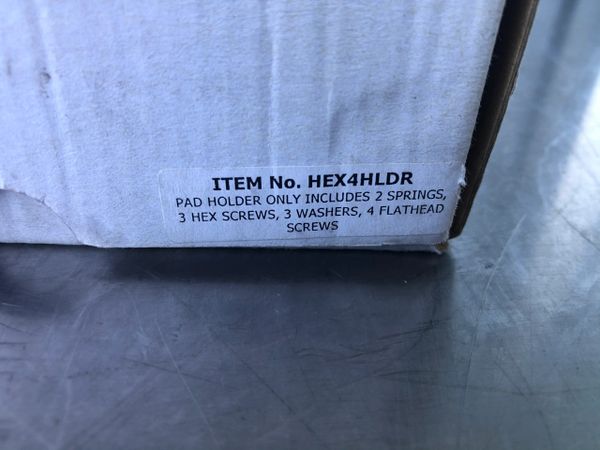 ITEM No. HEX4HLDR
PAD HOLDER ONLY INCLUDES 2 SPRINGS,
3 HEX SCREWS, 3 WASHERS, 4 FLATHEAD
SCREWS